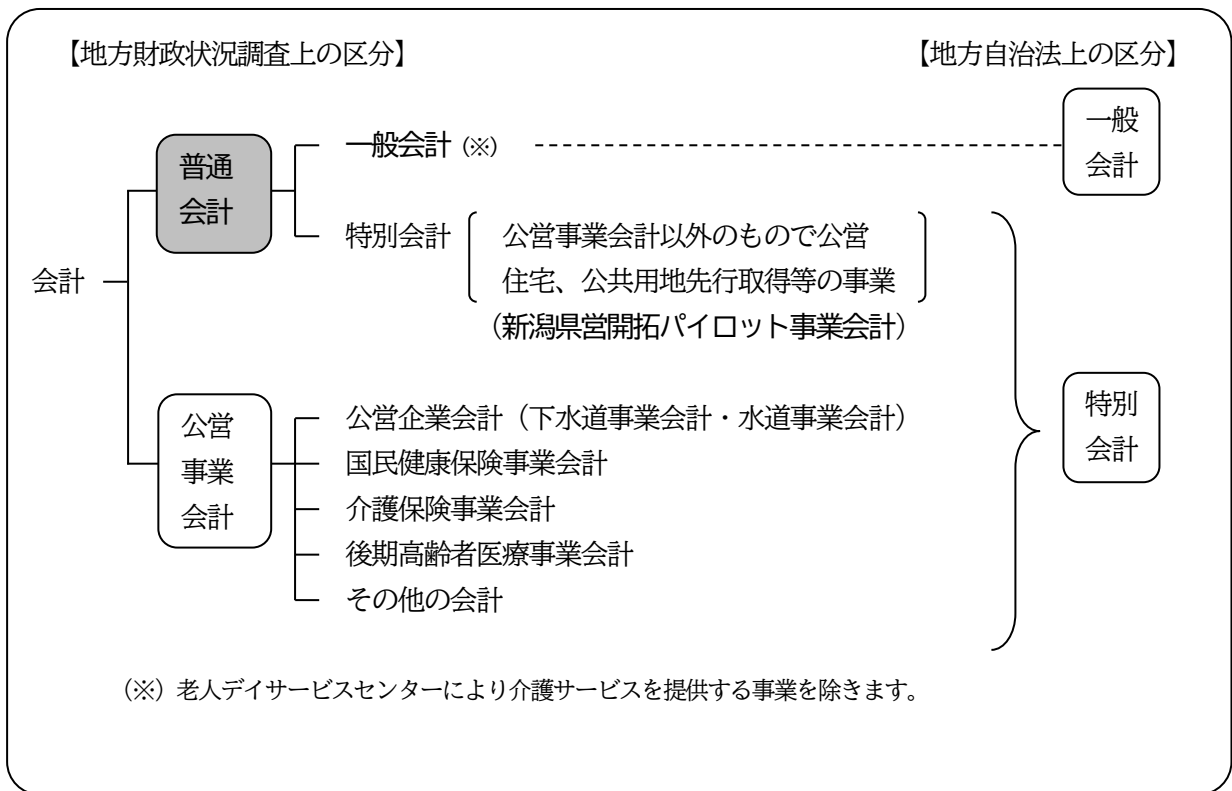 【地方財政状況調査上の区分】
【地方自治法上の区分】
一般
会計
一般会計（※）
普通
会計
特別会計
公営事業会計以外のもので公営
住宅、公共用地先行取得等の事業
（新潟県営開拓パイロット事業会計）
会計
特別
会計
公営
事業
会計
公営企業会計（下水道事業会計・水道事業会計）
国民健康保険事業会計
介護保険事業会計
後期高齢者医療事業会計
その他の会計
（※）老人デイサービスセンターにより介護サービスを提供する事業を除きます。